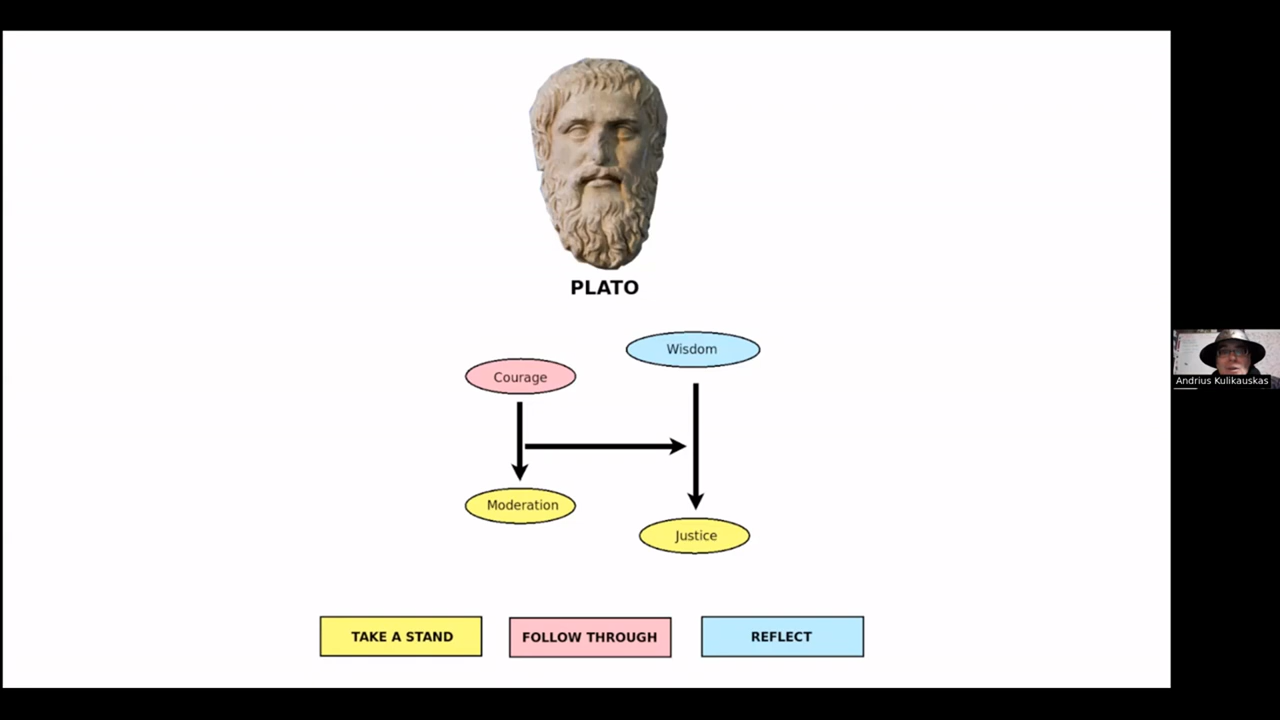 PLATO
Wisdom
Courage
Moderation
Justice
TAKE A STAND
FOLLOW THROUGH
REFLECT
Andrius Kulikauskas